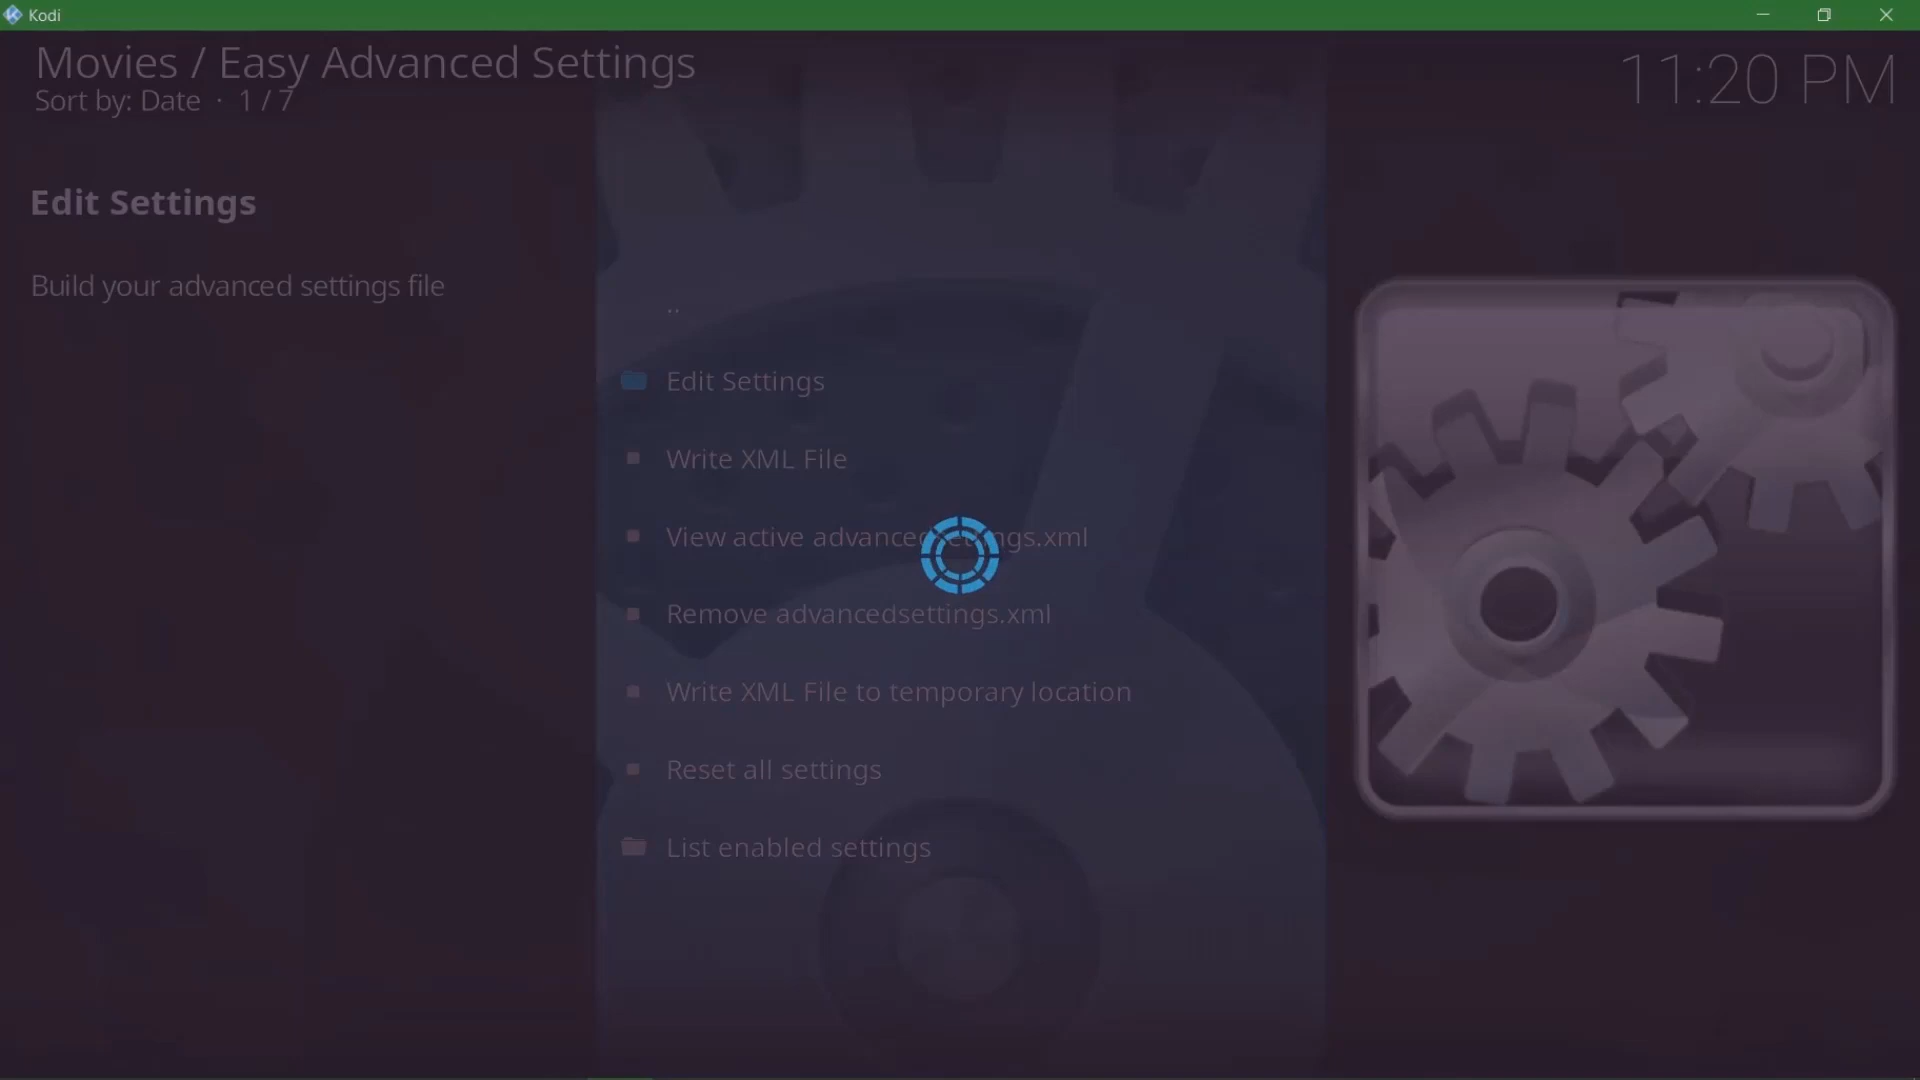 Kodi
Movies / Easy Advanced Settings
Sort by: Date · 1 / 7
11:20 PM
Edit Settings
Build your advanced settings file
..
Edit Settings
Write XML File
View active advancedsettings.xml
Remove advancedsettings.xml
Write XML File to temporary location
Reset all settings
List enabled settings